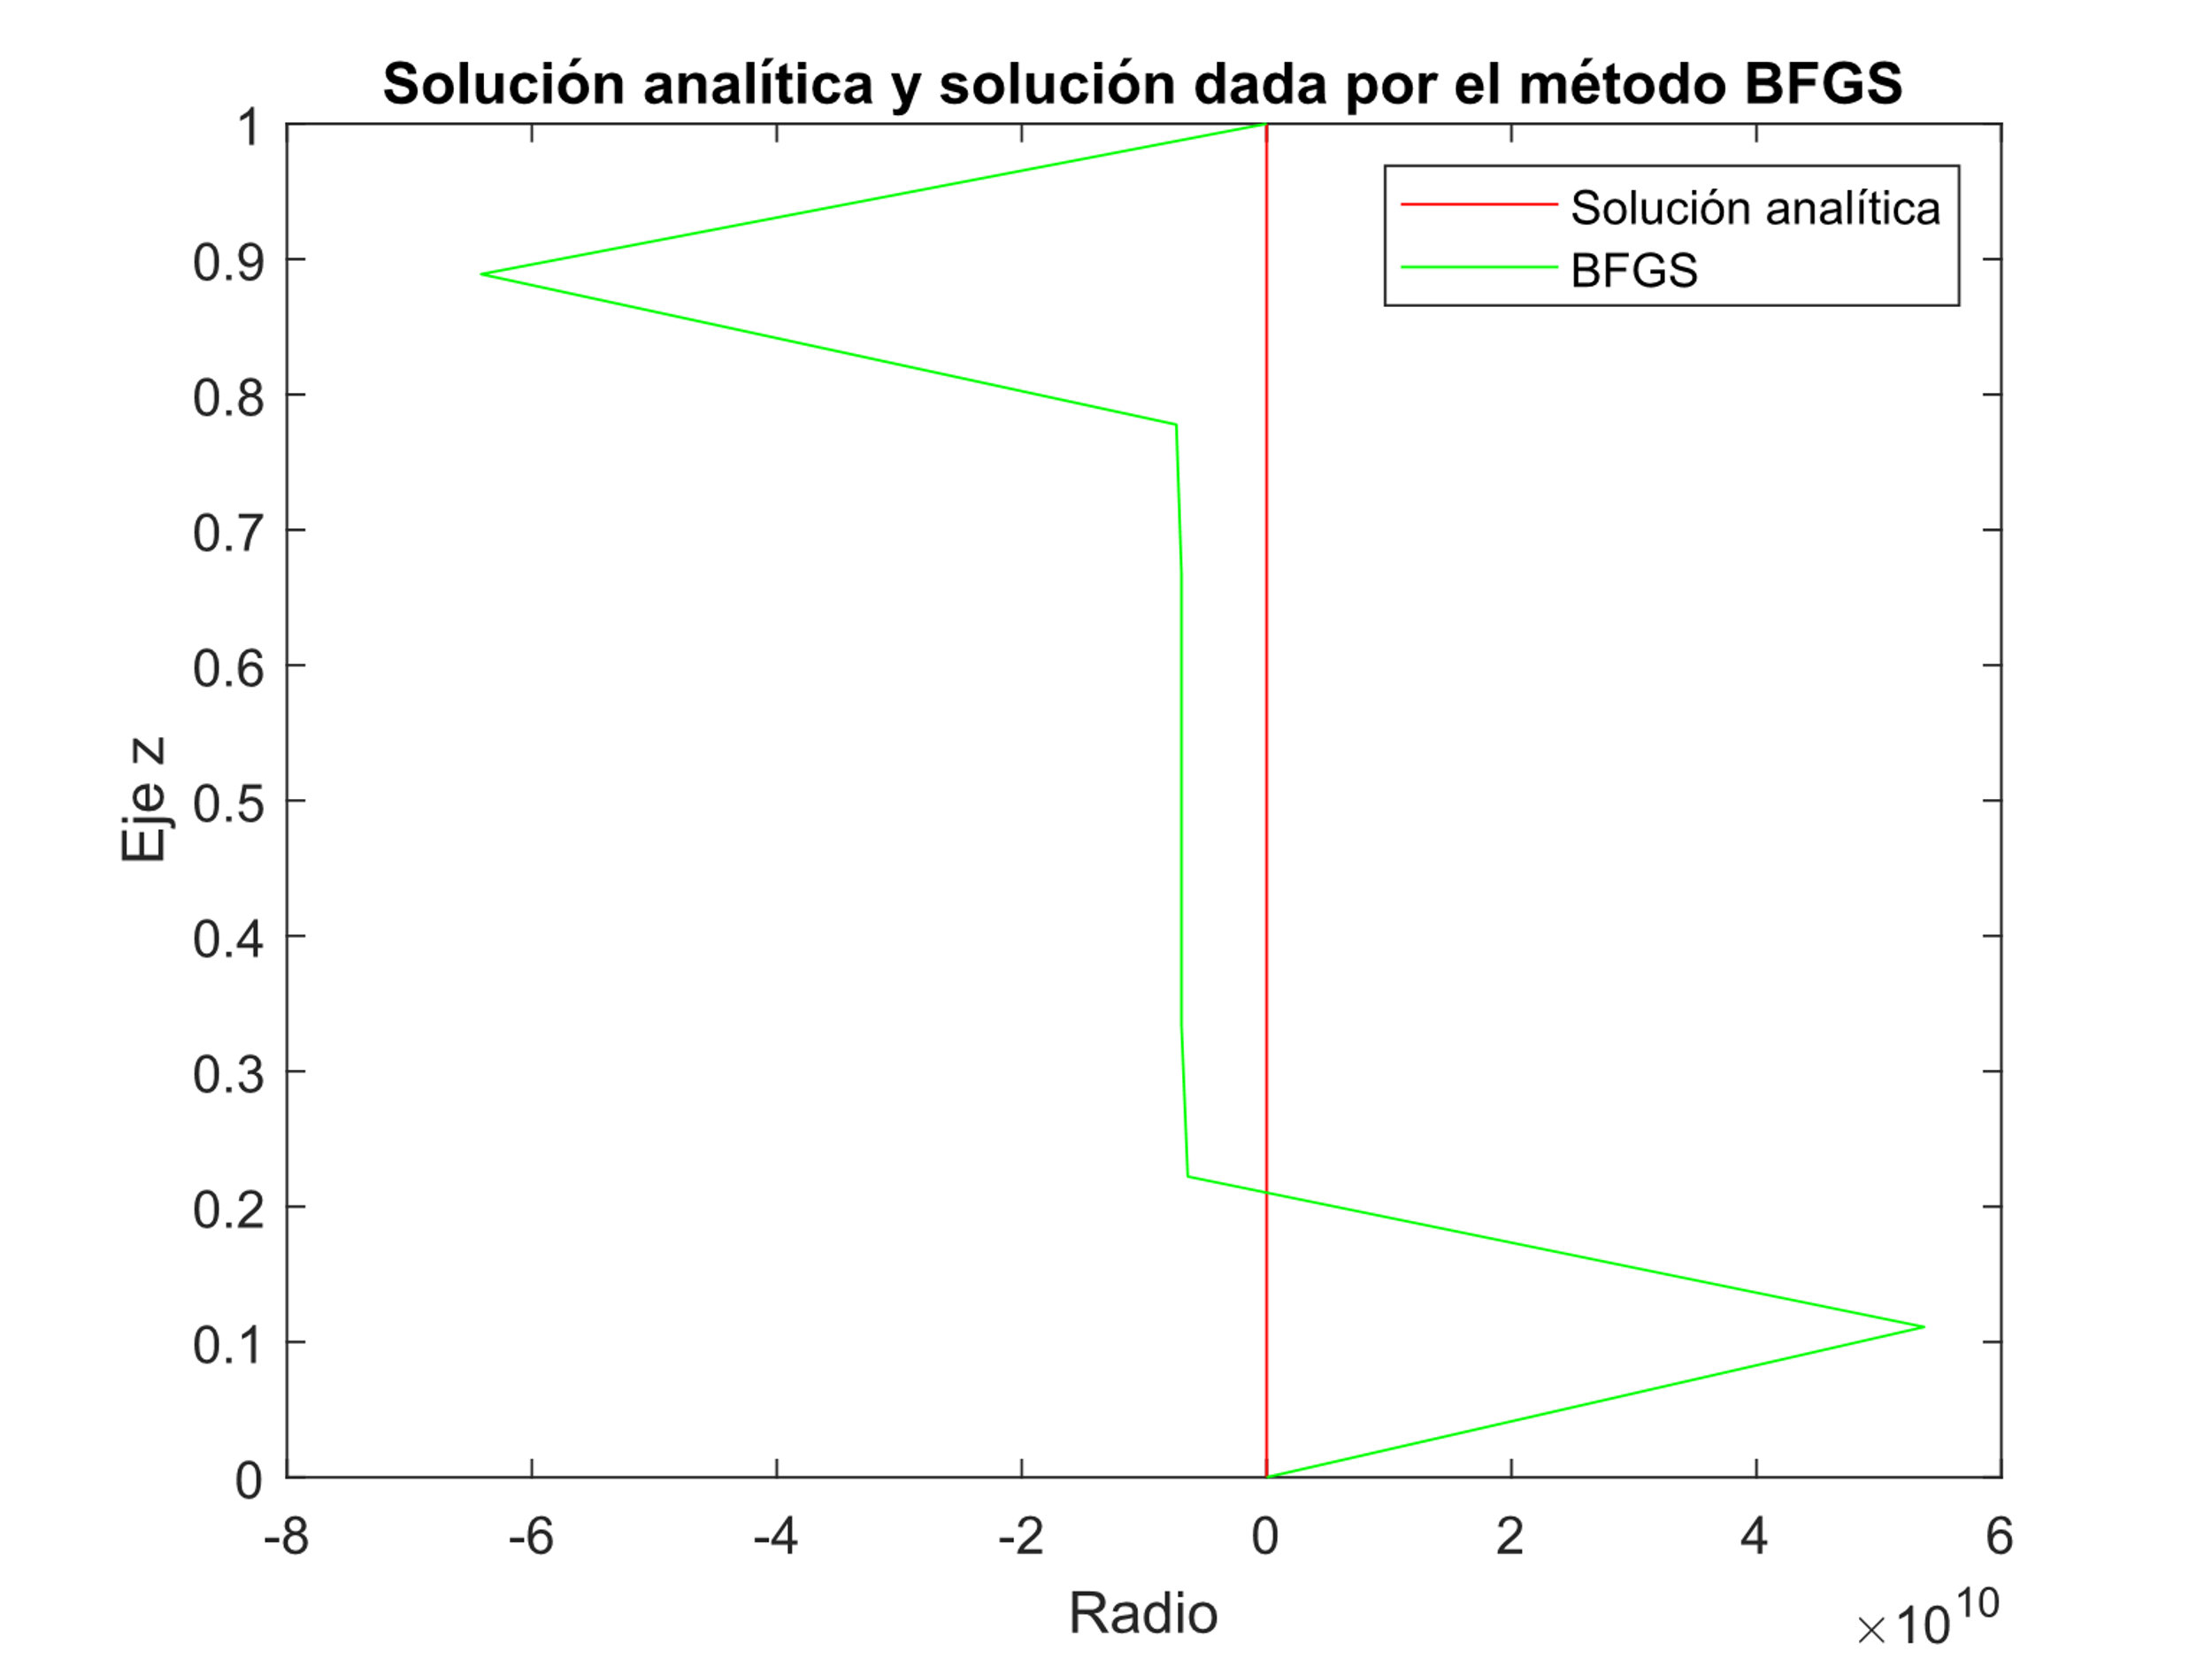 Solución analítica y solución dada por el método BFGS
Solución analítica
BFGS
1
0.9
0.8
0.7
0.6
0.5
0.4
0.3
0.2
0.1
0
Eje z
-8 -6 -4 -2 0 2 4 6
Radio
×10^10